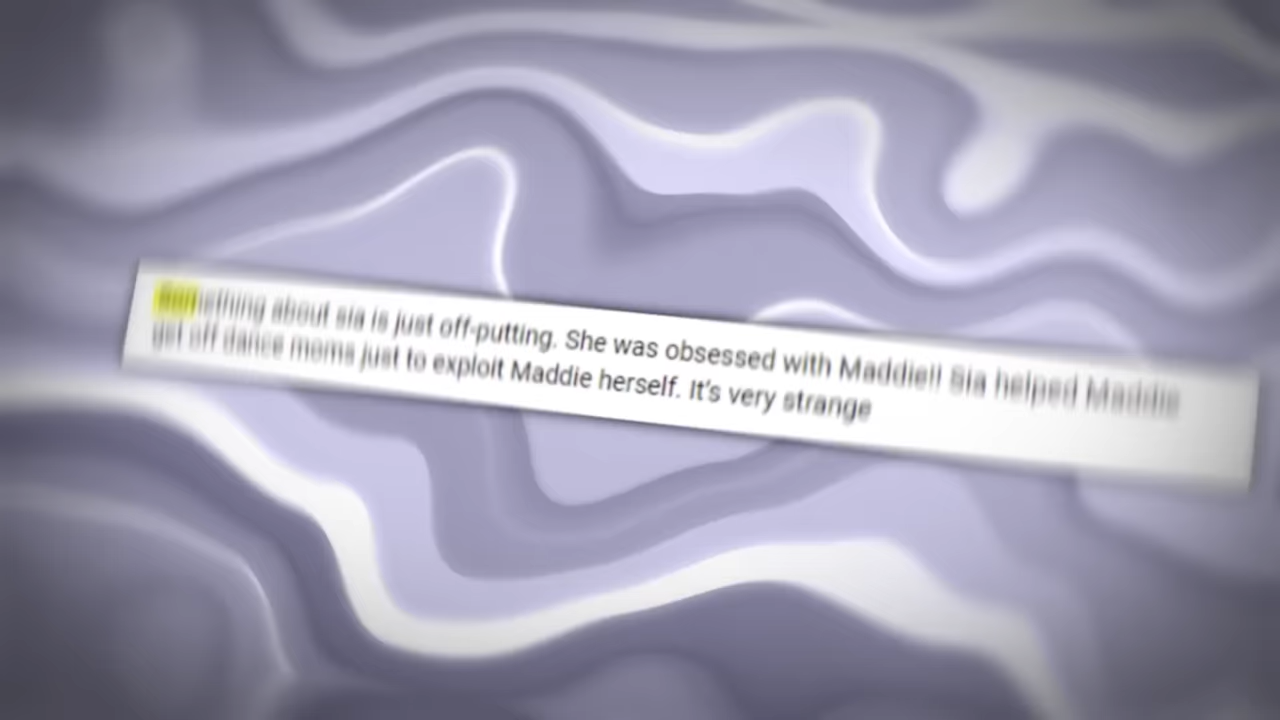 Something about sia is just off-putting. She was obsessed with Maddie!! Sia helped Maddie
get off dance moms just to exploit Maddie herself. It's very strange